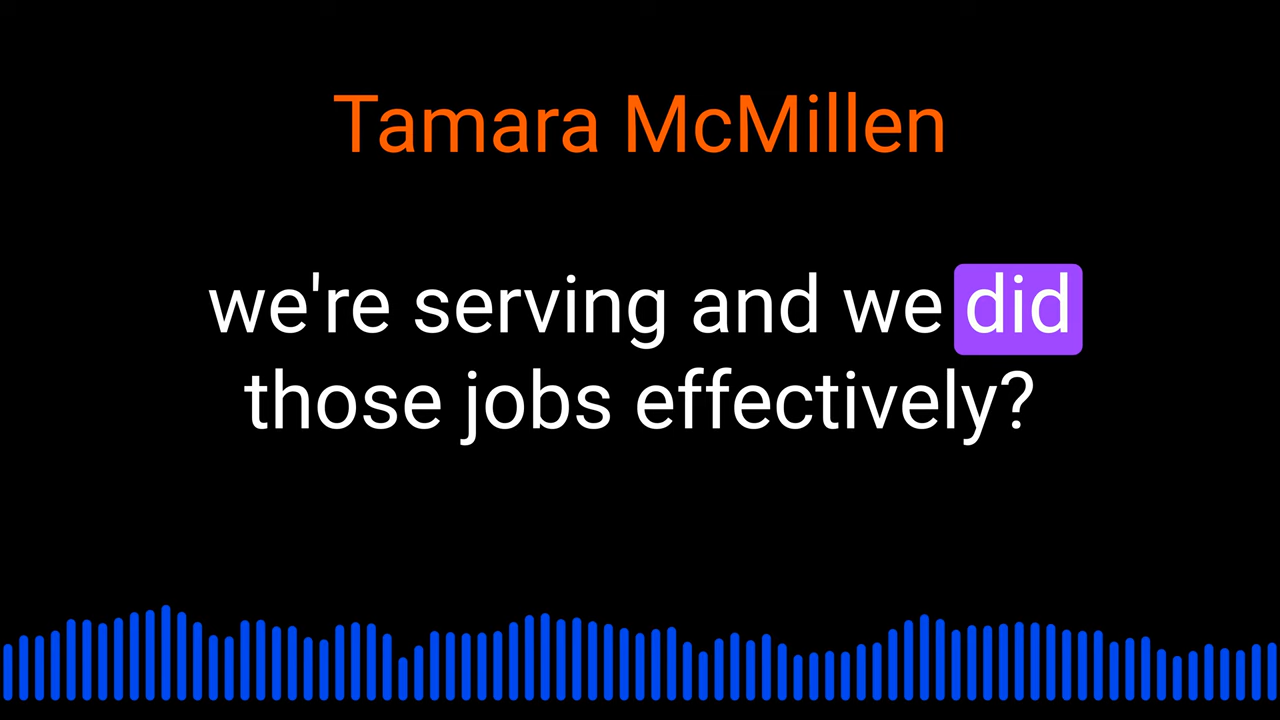 Tamara McMillen
we're serving and we did
those jobs effectively?